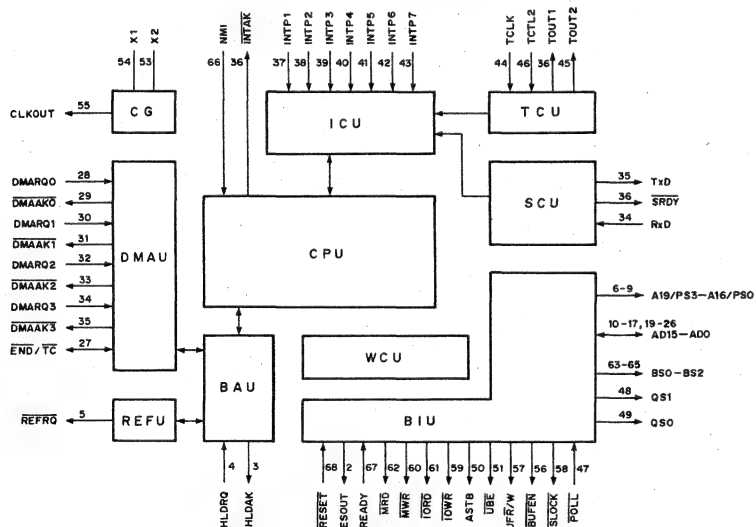 X1
X2
54
53
CLKOUT
55
CG
NMI
INTAK
66
36
INTP1
INTP2
INTP3
INTP4
INTP5
INTP6
INTP7
37
38
39
40
41
42
43
ICU
TCLK
TCTL2
TOUT1
TOUT2
44
46
36
45
TCU
DMARQ0
28
DMAAK0
29
DMARQ1
30
DMAAK1
31
DMARQ2
32
DMAAK2
33
DMARQ3
34
DMAAK3
35
END/TC
27
DMAU
CPU
SCU
35
TxD
36
SRDY
34
RxD
REFRQ
5
REFU
BAU
4
3
HLDRQ
HLDAK
WCU
BIU
6-9
A19/PS3-A16/PS0
10-17, 19-26
AD15-AD0
63-65
BS0-BS2
48
QS1
49
QS0
68
2
67
62
60
61
59
50
51
57
56
58
47
RESET
ESOUT
READY
MRD
MWR
IORD
IOWR
ASTB
UBE
UFR/W
BUFEN
SLOCK
POLL